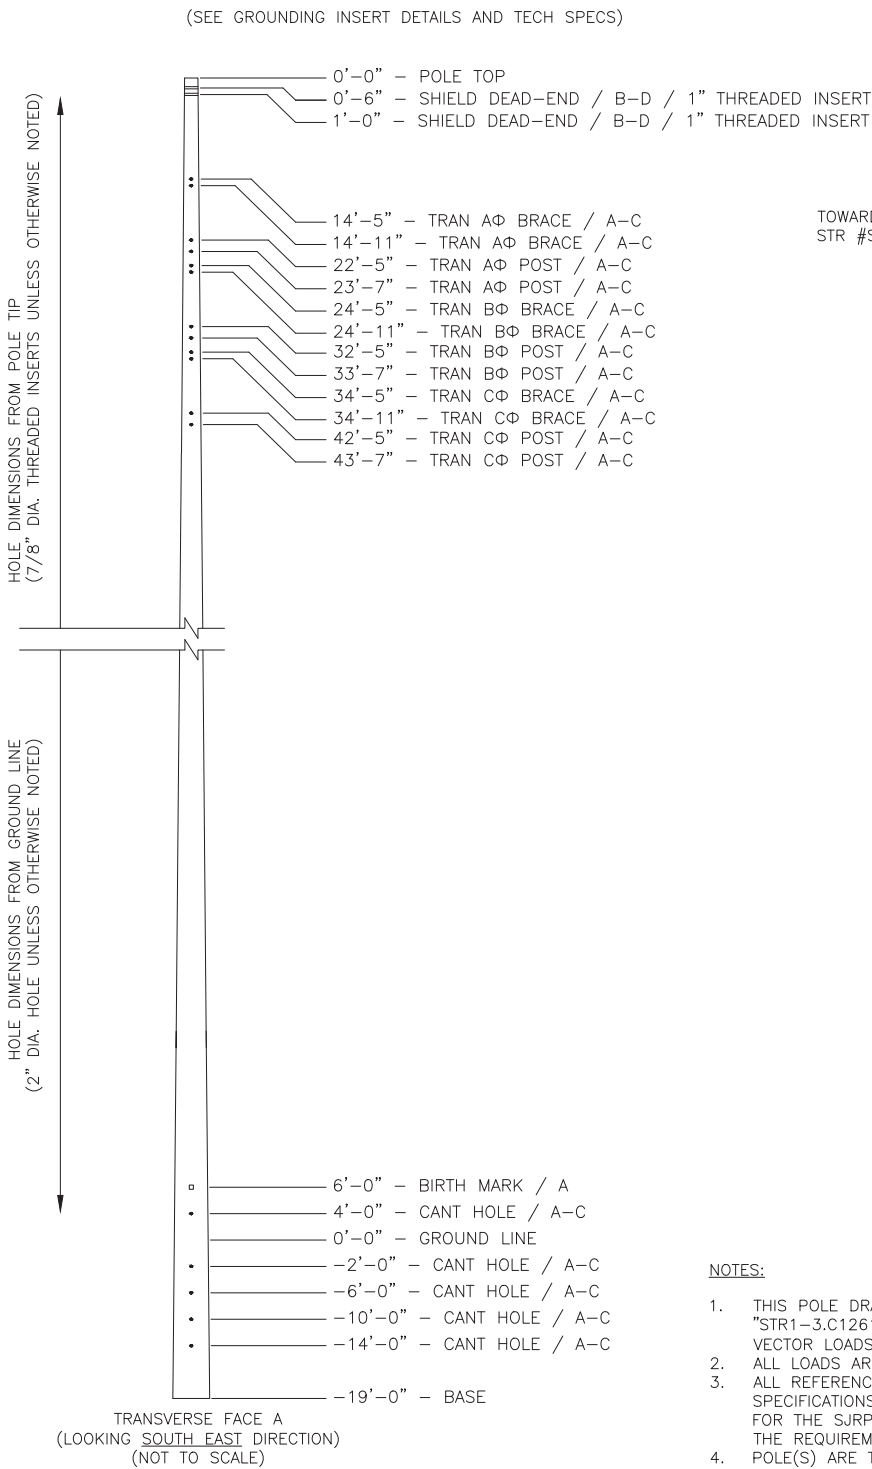 (SEE GROUNDING INSERT DETAILS AND TECH SPECS)
0'-0" - POLE TOP
0'-6" - SHIELD DEAD-END / B-D / 1" THREADED INSERT
1'-0" - SHIELD DEAD-END / B-D / 1" THREADED INSERT
14'-5" - TRAN AΦ BRACE / A-C
14'-11" - TRAN AΦ BRACE / A-C
22'-5" - TRAN AΦ POST / A-C
23'-7" - TRAN AΦ POST / A-C
24'-5" - TRAN BΦ BRACE / A-C
24'-11" - TRAN BΦ BRACE / A-C
32'-5" - TRAN BΦ POST / A-C
33'-7" - TRAN BΦ POST / A-C
34'-5" - TRAN CΦ BRACE / A-C
34'-11" - TRAN CΦ BRACE / A-C
42'-5" - TRAN CΦ POST / A-C
43'-7" - TRAN CΦ POST / A-C
TOWARD
STR #S
HOLE DIMENSIONS FROM POLE TIP
(7/8" DIA. THREADED INSERTS UNLESS OTHERWISE NOTED)
HOLE DIMENSIONS FROM GROUND LINE
(2" DIA. HOLE UNLESS OTHERWISE NOTED)
6'-0" - BIRTH MARK / A
4'-0" - CANT HOLE / A-C
0'-0" - GROUND LINE
-2'-0" - CANT HOLE / A-C
-6'-0" - CANT HOLE / A-C
-10'-0" - CANT HOLE / A-C
-14'-0" - CANT HOLE / A-C
-19'-0" - BASE
TRANSVERSE FACE A
(LOOKING SOUTH EAST DIRECTION)
(NOT TO SCALE)
NOTES:
1. THIS POLE DRA
"STR1-3.C1261
VECTOR LOADS
2. ALL LOADS AR
3. ALL REFERENC
SPECIFICATIONS
FOR THE SJRP
THE REQUIREM
4. POLE(S) ARE T